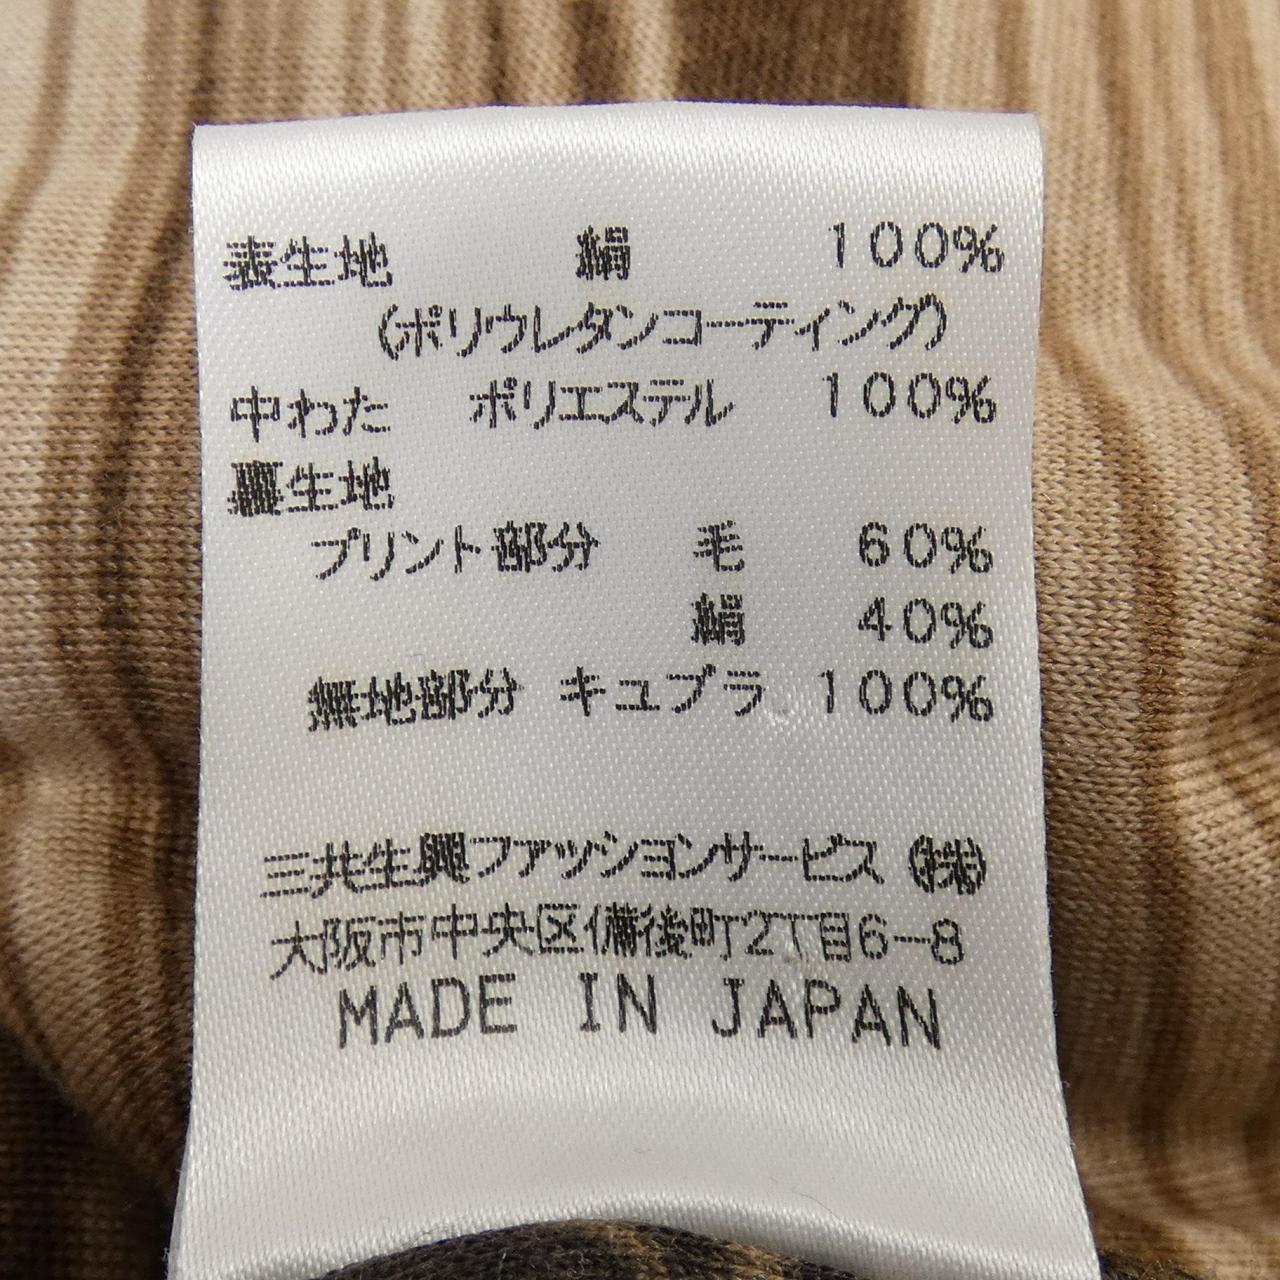 表生地 絹 100%
(ポリウレタンコーティング)
中わた ポリエステル 100%
裏生地
プリント部分 毛 60%
絹 40%
無地部分 キュプラ 100%
三共生興ファッションサービス(株)
大阪市中央区備後町2丁目6-8
MADE IN JAPAN